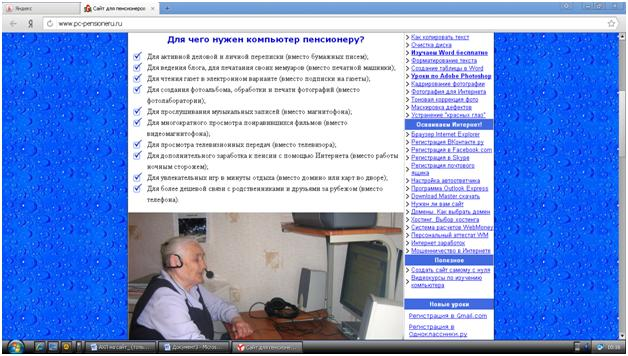 Яндекс
Сайт для пенсионеров
www.pc-pensioneru.ru
Для чего нужен компьютер пенсионеру?
Для активной деловой и личной переписки (вместо бумажных писем);
Для ведения блога, для печатания своих мемуаров (вместо печатной машинки);
Для чтения газет в электронном варианте (вместо подписки на газеты);
Для создания фотоальбома, обработки и печати фотографий (вместо
фотолаборатории);
Для прослушивания музыкальных записей (вместо магнитофона);
Для многократного просмотра понравившихся фильмов (вместо
видеомагнитофона);
Для просмотра телевизионных передач (вместо телевизора);
Для дополнительного заработка к пенсии с помощью Интернета (вместо работы
ночным сторожем);
Для увлекательных игр в минуты отдыха (вместо домино или карт во дворе);
Для более дешевой связи с родственниками и друзьями за рубежом (вместо
телефона).
Как копировать текст
Очистка диска
Изучаем Word бесплатно
Форматирование текста
Создание таблицы в Word
Уроки по Adobe Photoshop
Кадрирование фотографии
Фотография для Интернета
Тоновая коррекция фото
Маскировка дефектов
Устранение "красных глаз"
Осваиваем Интернет!
Браузер Internet Explorer
Регистрация ВКонтакте.ру
Регистрация в Facebook.com
Регистрация в Skype
Регистрация почтового
ящика
Настройка автоответчика
Программа Outlook Express
Download Master скачать
Нужен ли вам сайт
Домены. Как выбрать домен
Хостинг. Выбор хостинга
Система расчетов WebMoney
Персональный аттестат WM
Интернет заработок
Мошенничество в Интернете
Полезное
Создать сайт самому с нуля
Видеокурсы по изучению
компьютера
Новые уроки
Регистрация в Gmail.com
Регистрация в
Одноклассники.ру
Документ3 - Micros...
Сайт для пенсионе...
10:16